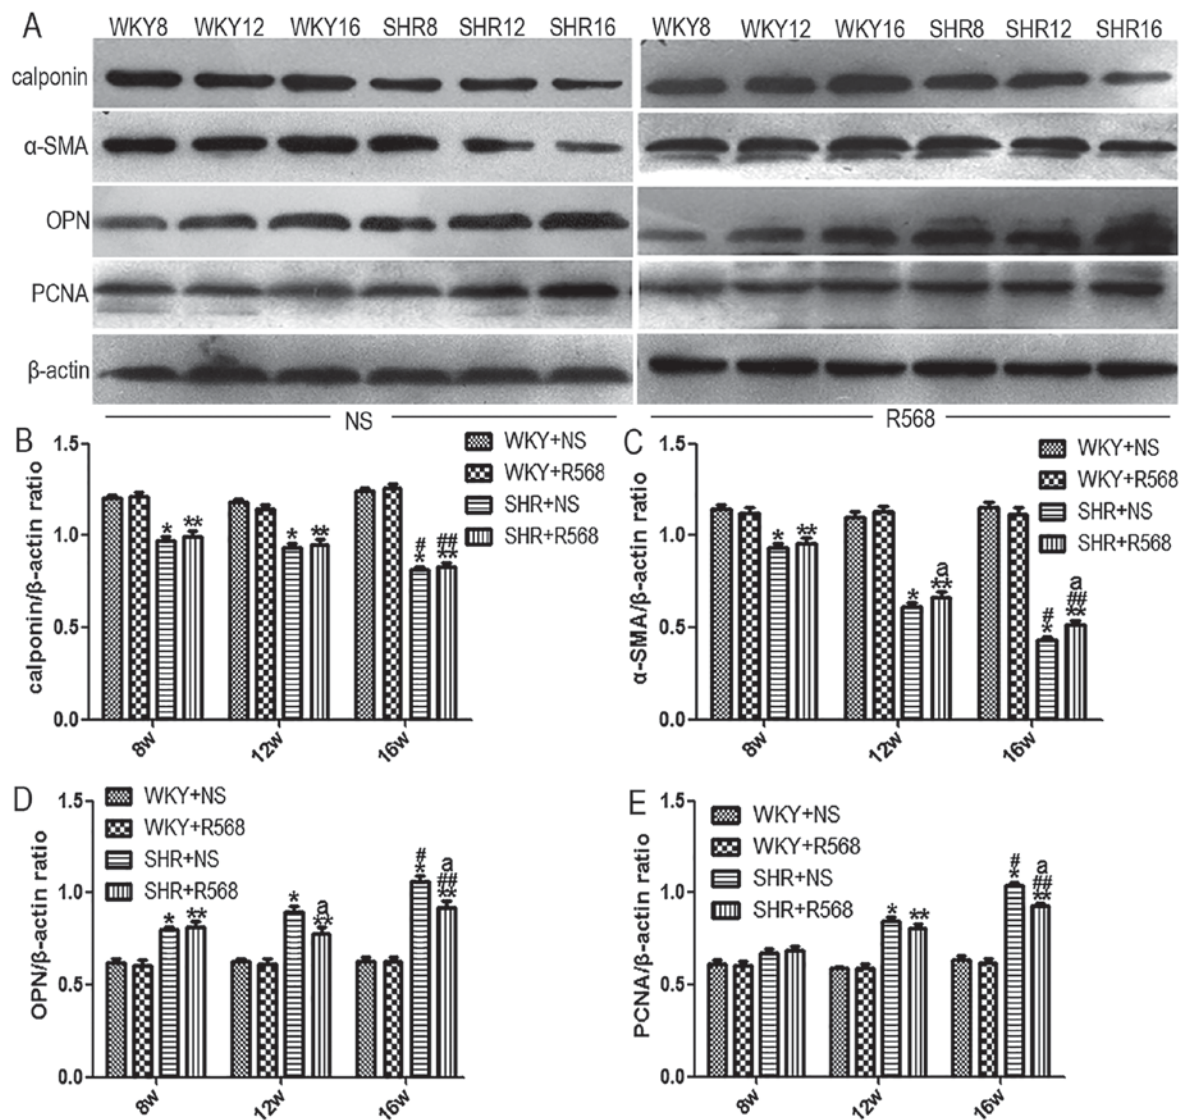 A
WKY8 WKY12 WKY16 SHR8 SHR12 SHR16
WKY8 WKY12 WKY16 SHR8 SHR12 SHR16
calponin
α-SMA
OPN
PCNA
β-actin
NS
R568
B
calponin/β-actin ratio
1.5
1.0
0.5
0.0
WKY+NS
WKY+R568
SHR+NS
SHR+R568
* **
* **
# ##
* **
8w 12w 16w
C
α-SMA/β-actin ratio
1.5
1.0
0.5
0.0
WKY+NS
WKY+R568
SHR+NS
SHR+R568
* **
a
* **
a
# ##
* **
8w 12w 16w
D
OPN/β-actin ratio
1.5
1.0
0.5
0.0
WKY+NS
WKY+R568
SHR+NS
SHR+R568
* **
a
* **
a
# ##
* **
8w 12w 16w
E
PCNA/β-actin ratio
1.5
1.0
0.5
0.0
WKY+NS
WKY+R568
SHR+NS
SHR+R568
* **
a
# ##
* **
8w 12w 16w